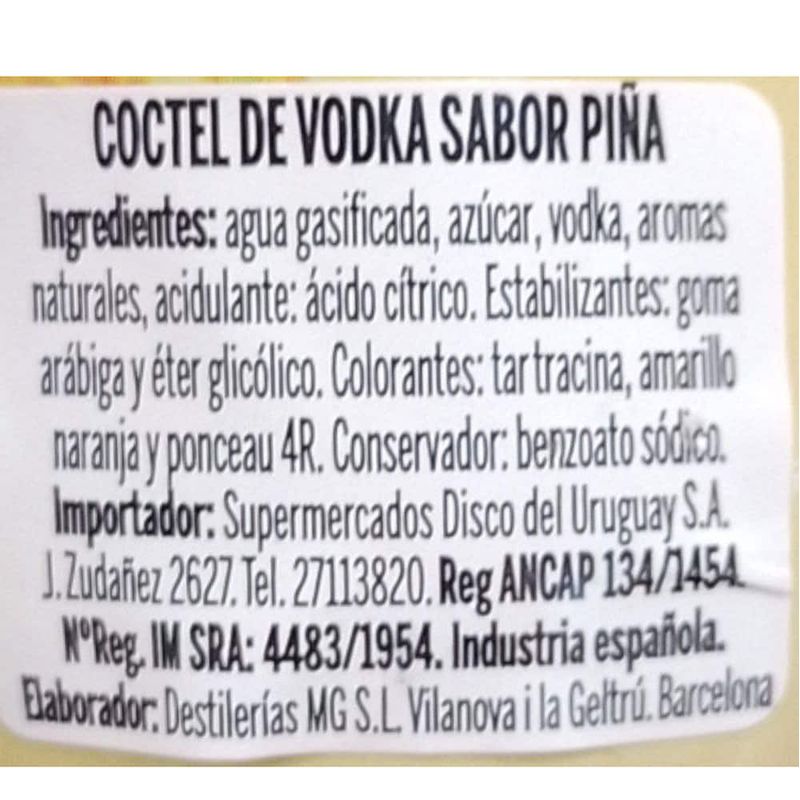 COCTEL DE VODKA SABOR PIÑA
Ingredientes: agua gasificada, azúcar, vodka, aromas
naturales, acidulante: ácido cítrico. Estabilizantes: goma
arábiga y éter glicólico. Colorantes: tartracina, amarillo
naranja y ponceau 4R. Conservador: benzoato sódico.
Importador: Supermercados Disco del Uruguay S.A.
J. Zudañez 2627. Tel. 27113820. Reg ANCAP 134/1454.
NºReg. IM SRA: 4483/1954. Industria española.
Elaborador: Destilerías MG S.L. Vilanova i la Geltrú. Barcelona